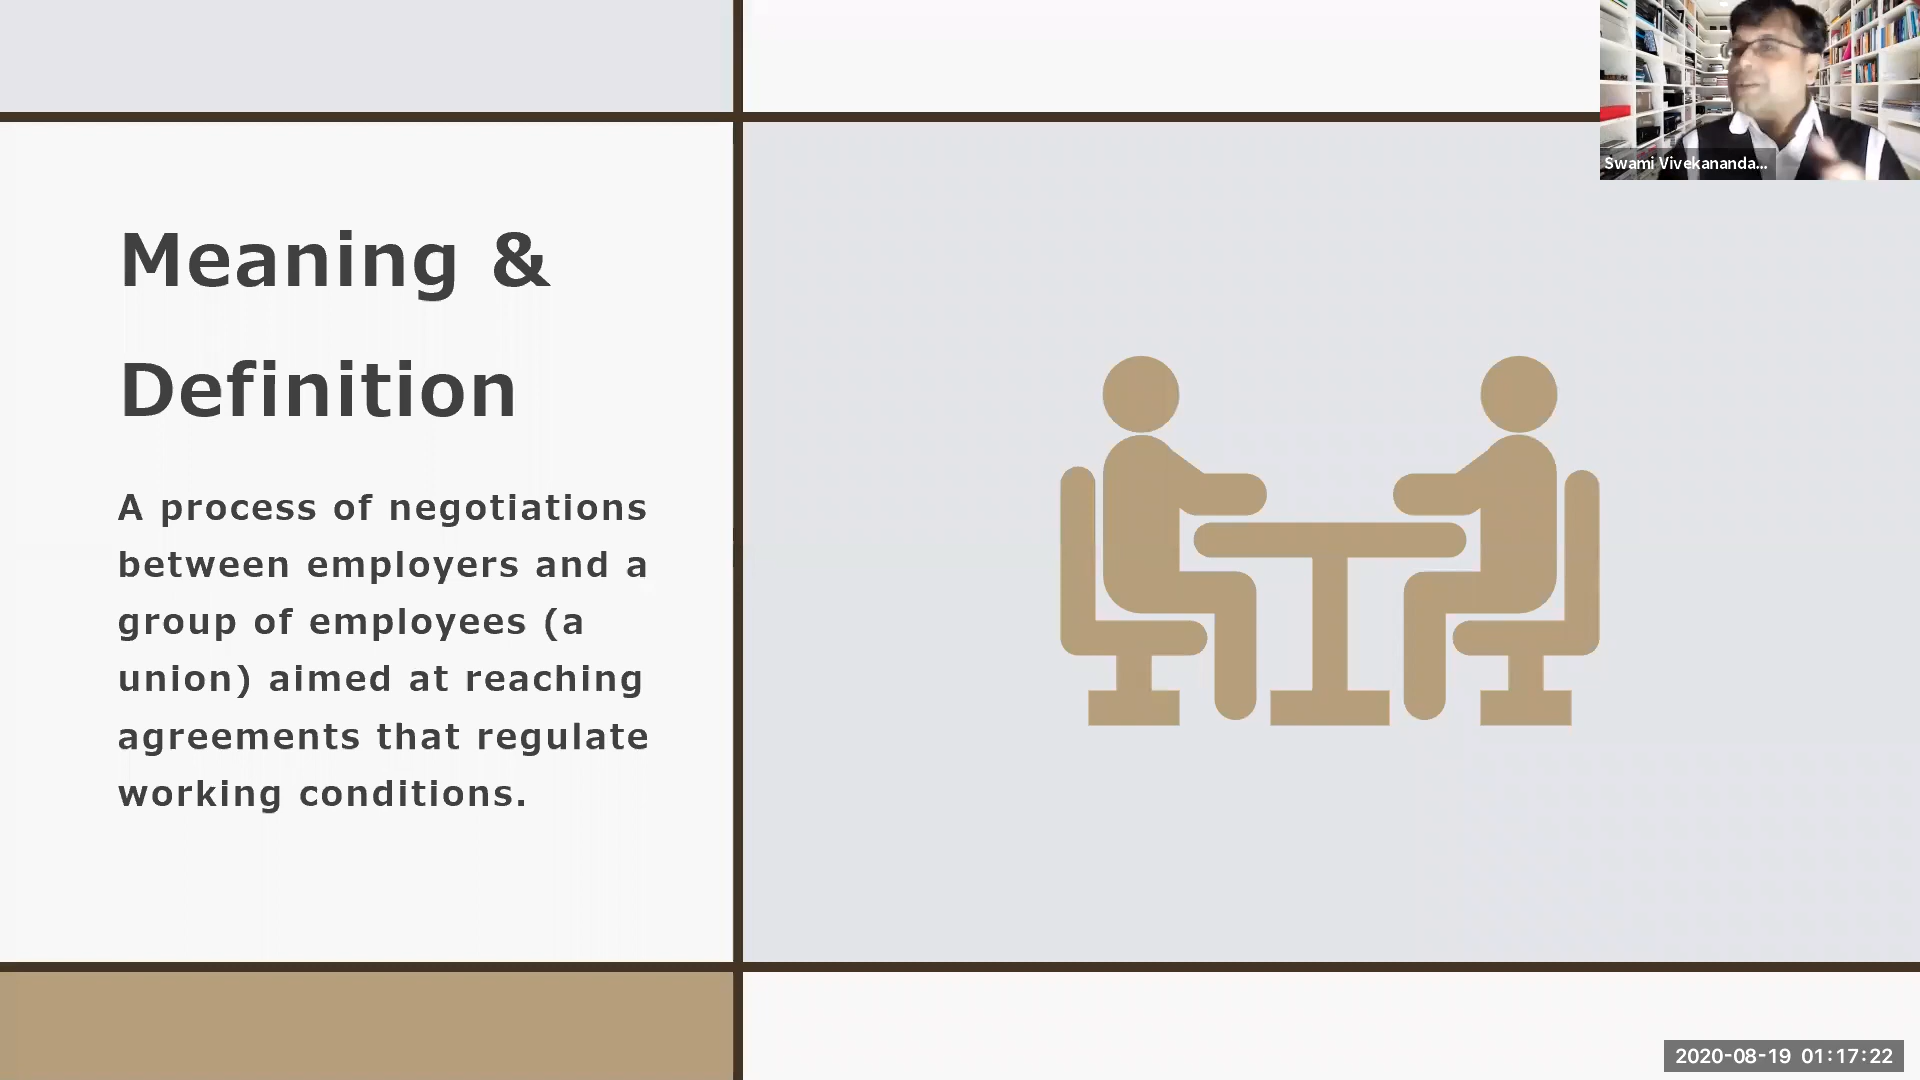 Swami Vivekananda...
Meaning &
Definition
A process of negotiations
between employers and a
group of employees (a
union) aimed at reaching
agreements that regulate
working conditions.
2020-08-19 01:17:22